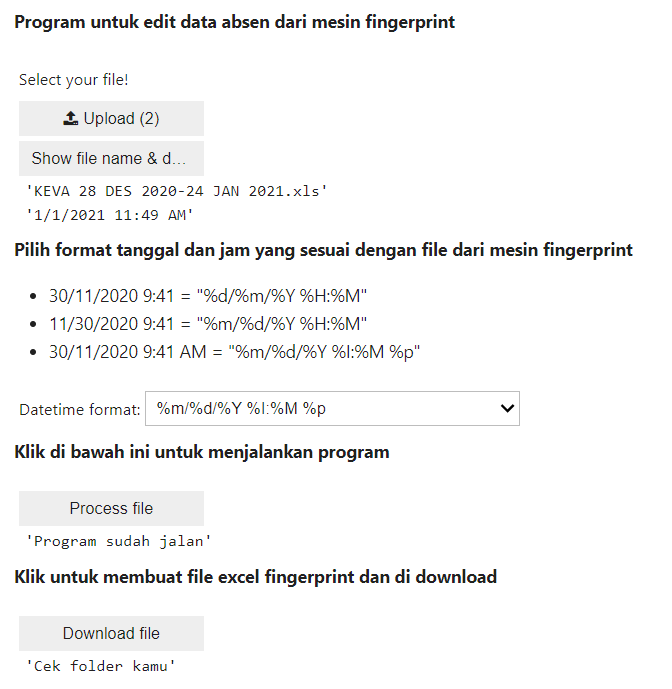 Program untuk edit data absen dari mesin fingerprint
Select your file!
Upload (2)
Show file name & d...
'KEVA 28 DES 2020-24 JAN 2021.xls'
'1/1/2021 11:49 AM'
Pilih format tanggal dan jam yang sesuai dengan file dari mesin fingerprint
• 30/11/2020 9:41 = "%d/%m/%Y %H:%M"
• 11/30/2020 9:41 = "%m/%d/%Y %H:%M"
• 30/11/2020 9:41 AM = "%m/%d/%Y %I:%M %p"
Datetime format: %m/%d/%Y %I:%M %p
Klik di bawah ini untuk menjalankan program
Process file
'Program sudah jalan'
Klik untuk membuat file excel fingerprint dan di download
Download file
'Cek folder kamu'